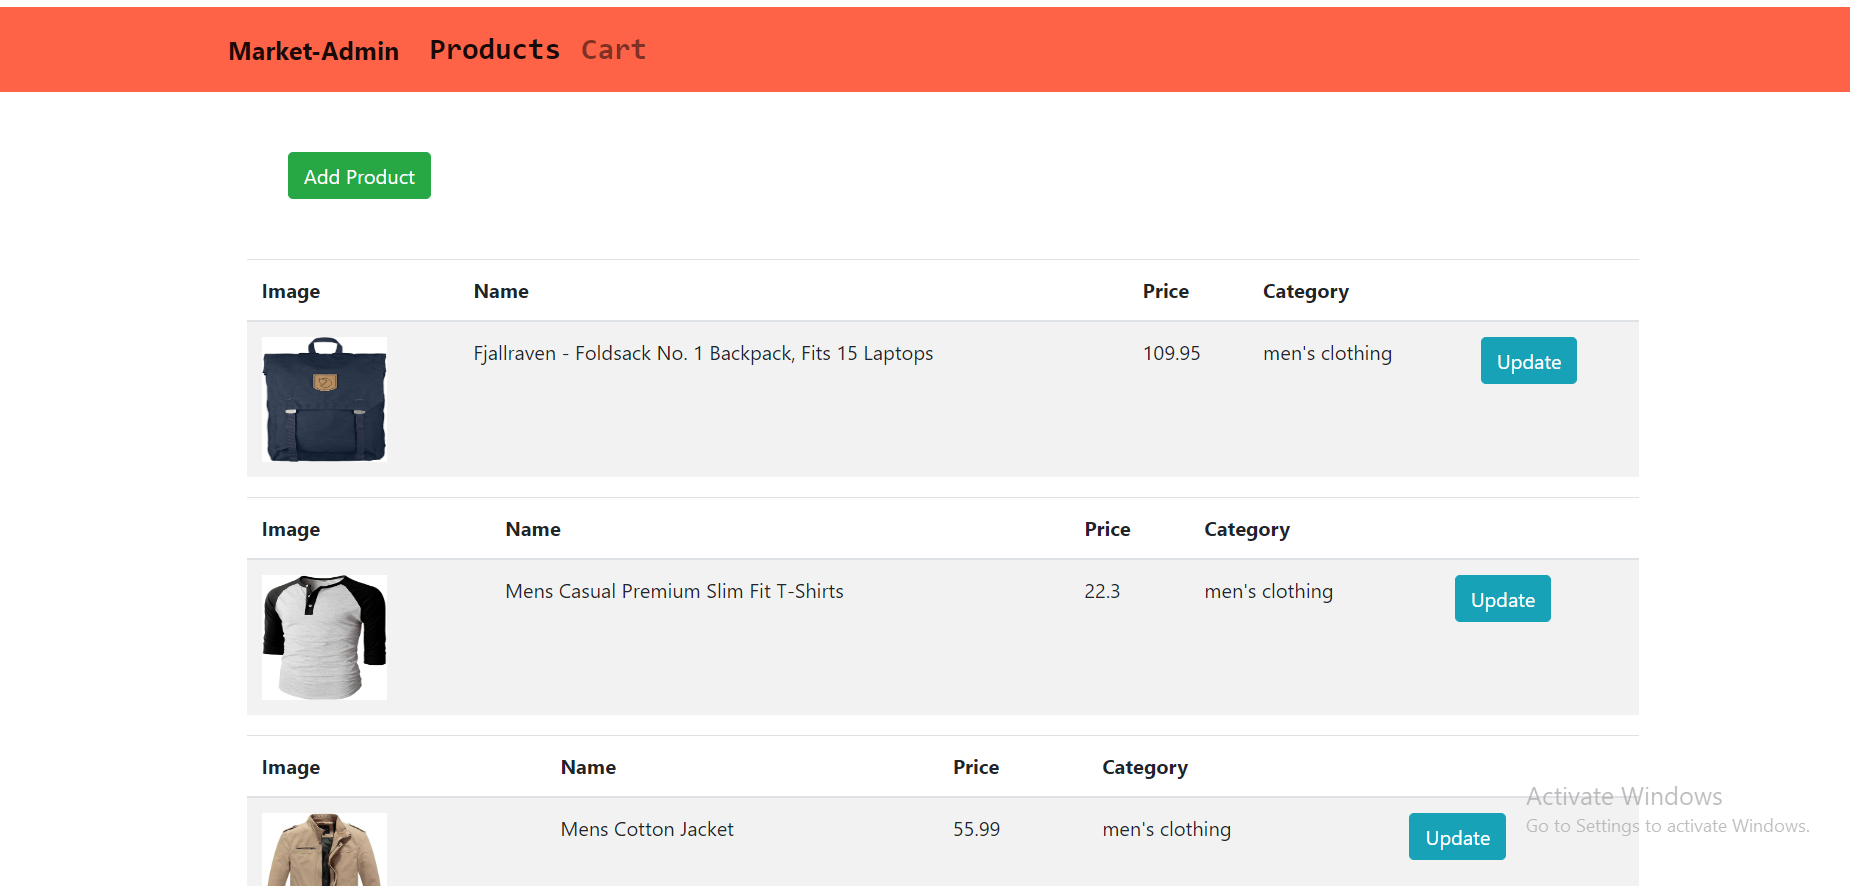 Market-Admin Products Cart
Add Product
Image Name Price Category
Fjallraven - Foldsack No. 1 Backpack, Fits 15 Laptops 109.95 men's clothing Update
Image Name Price Category
Mens Casual Premium Slim Fit T-Shirts 22.3 men's clothing Update
Image Name Price Category
Mens Cotton Jacket 55.99 men's clothing Update
Activate Windows
Go to Settings to activate Windows.